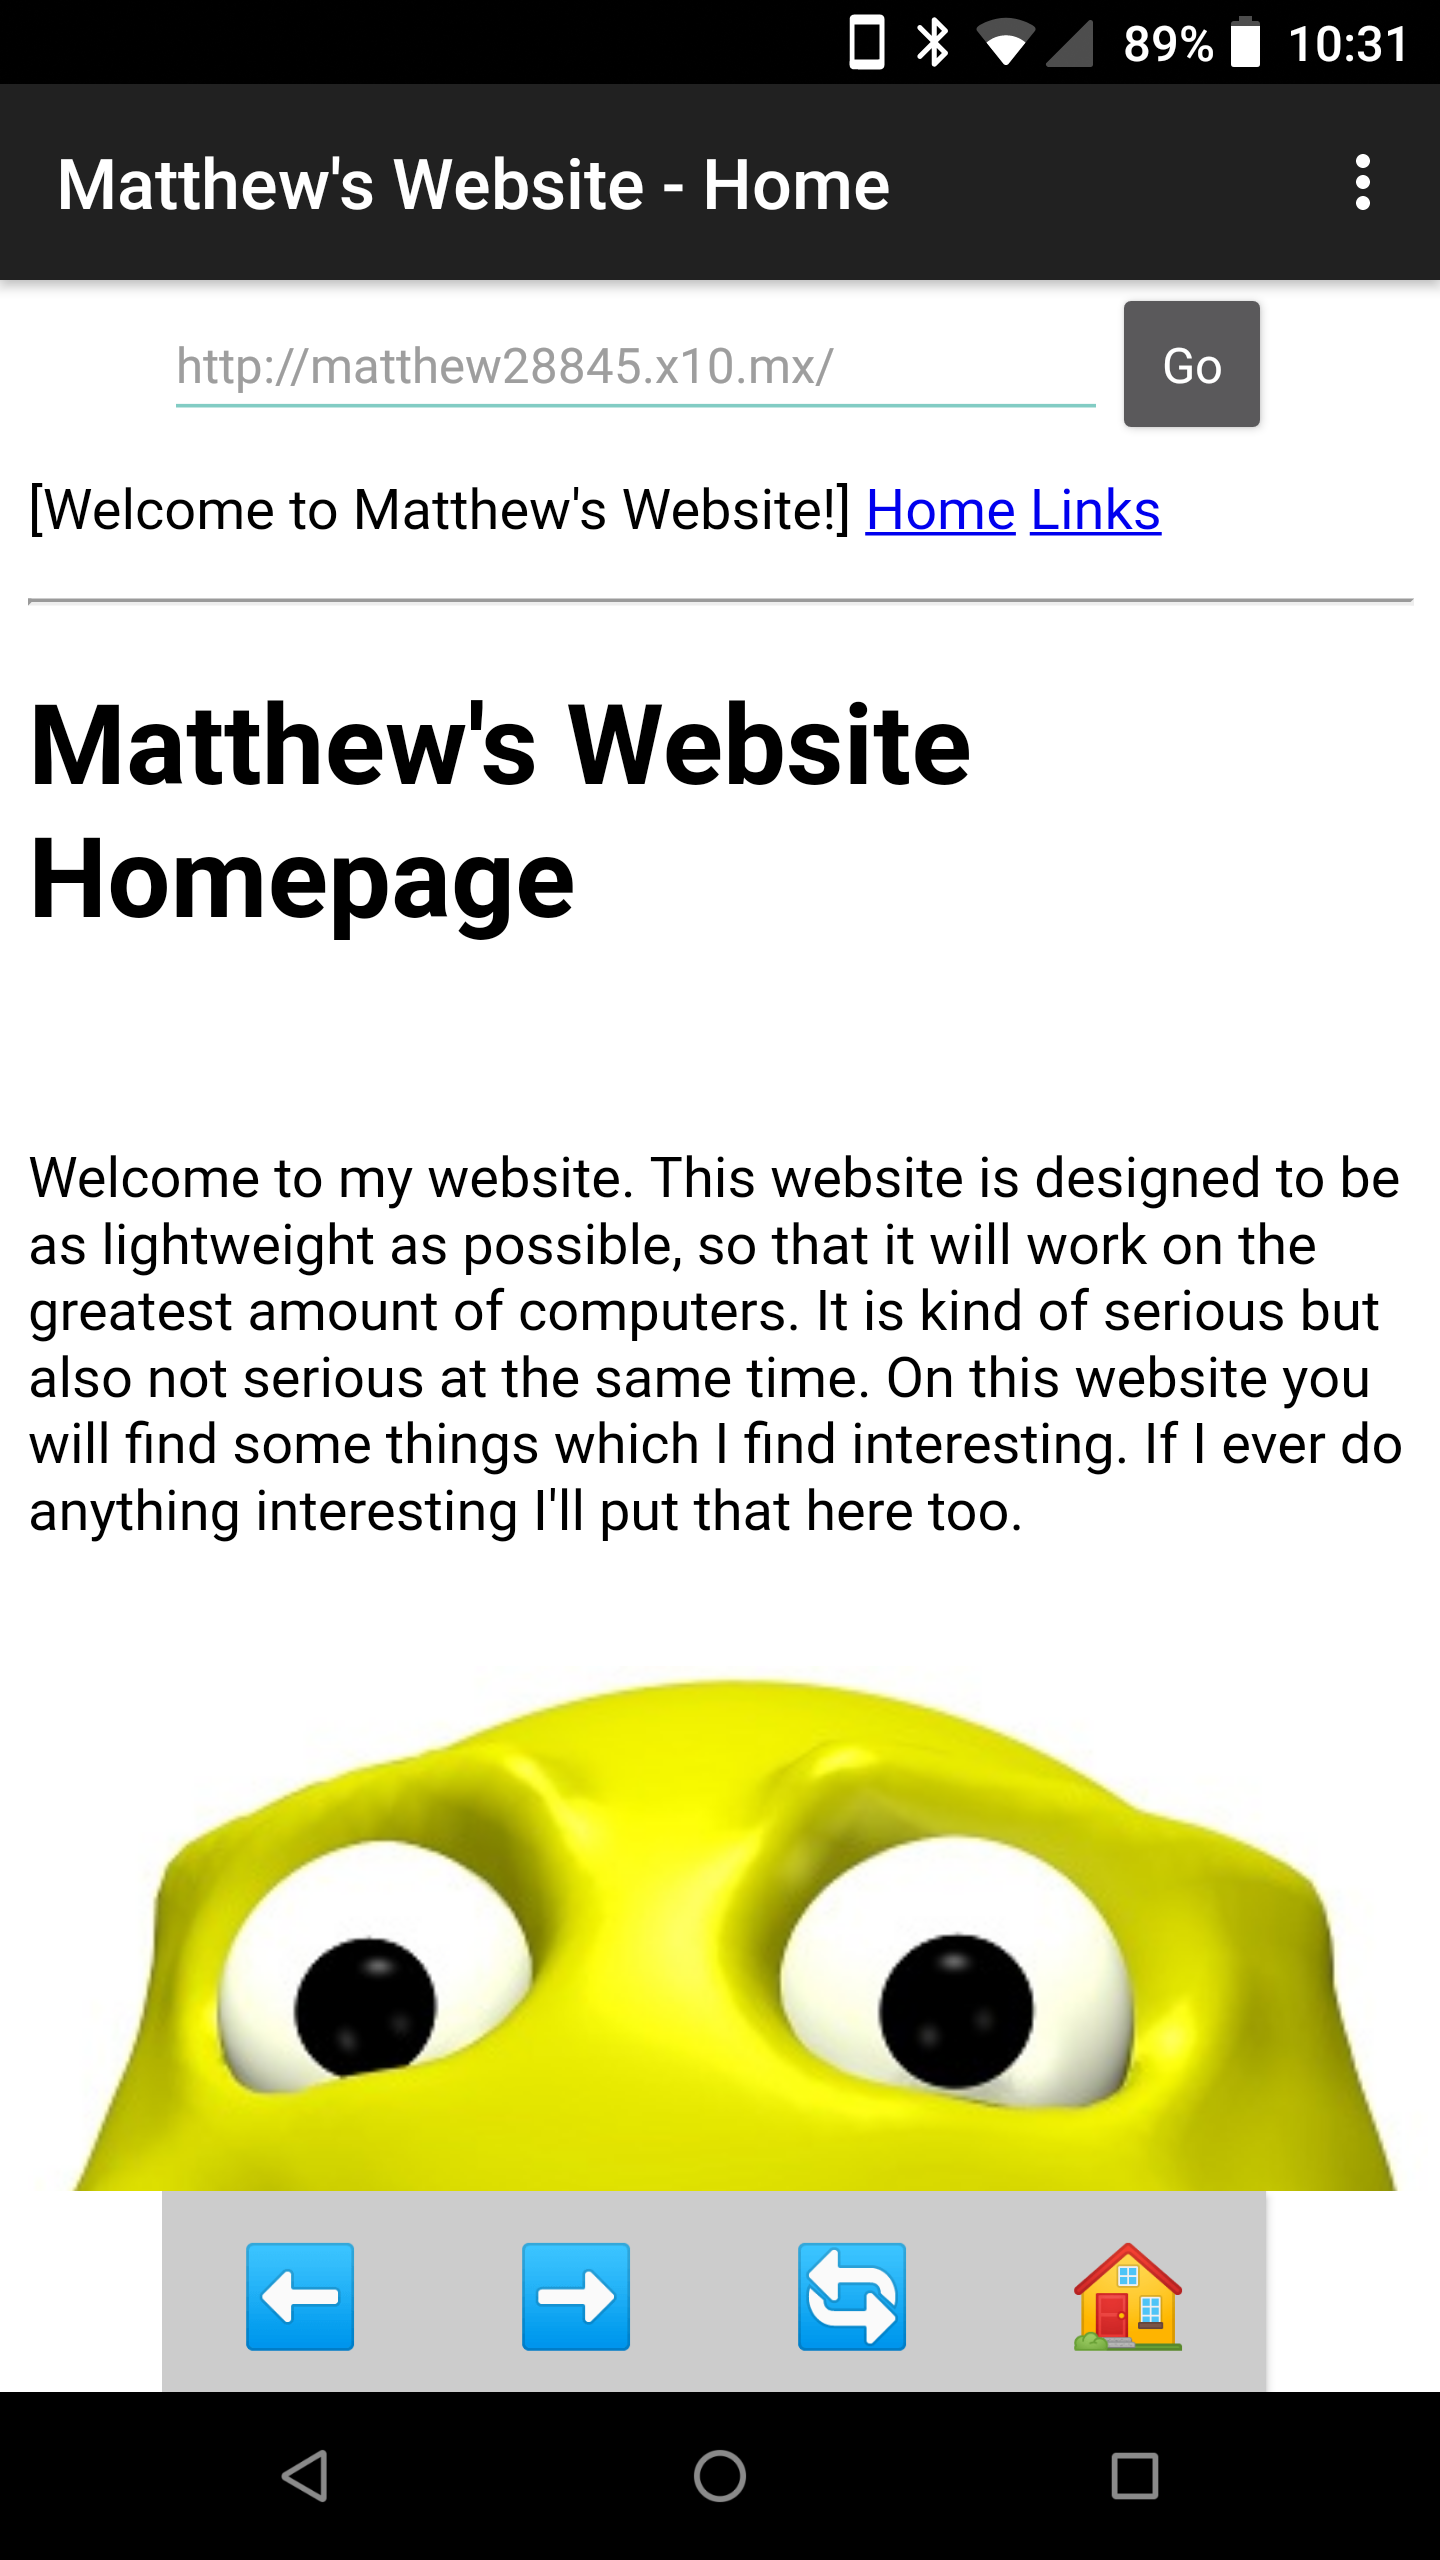 89% 10:31
Matthew's Website - Home
http://matthew28845.x10.mx/ Go
[Welcome to Matthew's Website!] Home Links
Matthew's Website
Homepage
Welcome to my website. This website is designed to be
as lightweight as possible, so that it will work on the
greatest amount of computers. It is kind of serious but
also not serious at the same time. On this website you
will find some things which I find interesting. If I ever do
anything interesting I'll put that here too.